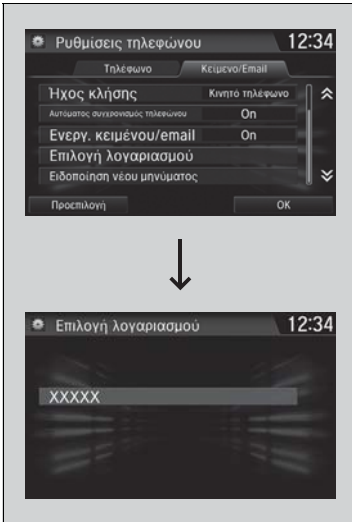 Ρυθμίσεις τηλεφώνου 12:34
Τηλέφωνο Κείμενο/Email
Ήχος κλήσης Κινητό τηλέφωνο
Αυτόματος συγχρονισμός τηλεφώνου On
Ενεργ. κειμένου/email On
Επιλογή λογαριασμού
Ειδοποίηση νέου μηνύματος
Προεπιλογή OK
Επιλογή λογαριασμού 12:34
XXXXX